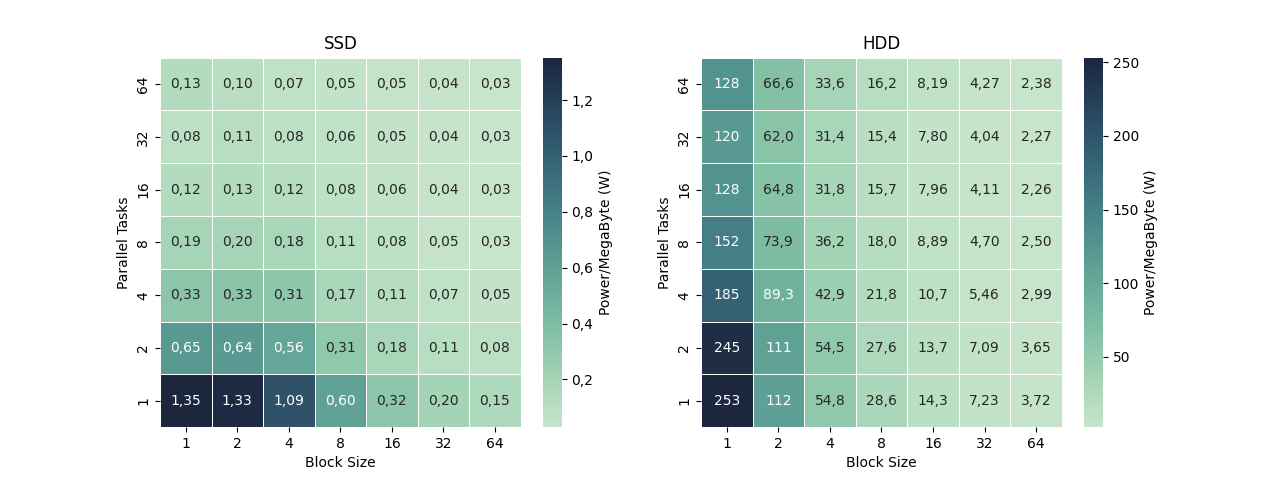 SSD
64 0,13 0,10 0,07 0,05 0,05 0,04 0,03
32 0,08 0,11 0,08 0,06 0,05 0,04 0,03
16 0,12 0,13 0,12 0,08 0,06 0,04 0,03
8 0,19 0,20 0,18 0,11 0,08 0,05 0,03
4 0,33 0,33 0,31 0,17 0,11 0,07 0,05
2 0,65 0,64 0,56 0,31 0,18 0,11 0,08
1 1,35 1,33 1,09 0,60 0,32 0,20 0,15
1 2 4 8 16 32 64
Block Size
Parallel Tasks
1,2
1,0
0,8
0,6
0,4
0,2
Power/MegaByte (W)
HDD
64 128 66,6 33,6 16,2 8,19 4,27 2,38
32 120 62,0 31,4 15,4 7,80 4,04 2,27
16 128 64,8 31,8 15,7 7,96 4,11 2,26
8 152 73,9 36,2 18,0 8,89 4,70 2,50
4 185 89,3 42,9 21,8 10,7 5,46 2,99
2 245 111 54,5 27,6 13,7 7,09 3,65
1 253 112 54,8 28,6 14,3 7,23 3,72
1 2 4 8 16 32 64
Block Size
Parallel Tasks
250
200
150
100
50
Power/MegaByte (W)